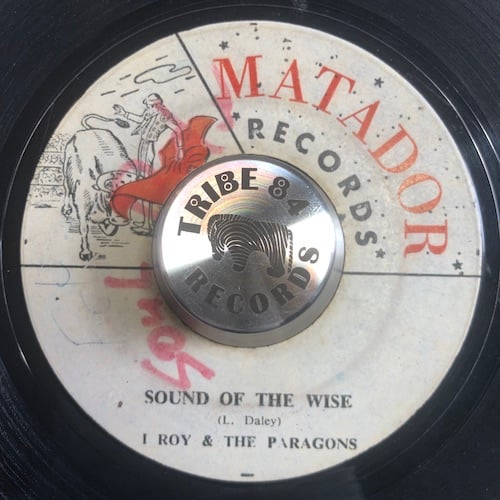 MATADOR
RECORDS
TRIBE 84
RECORDS
SOUND OF THE WISE
(L. Daley)
I ROY & THE PARAGONS